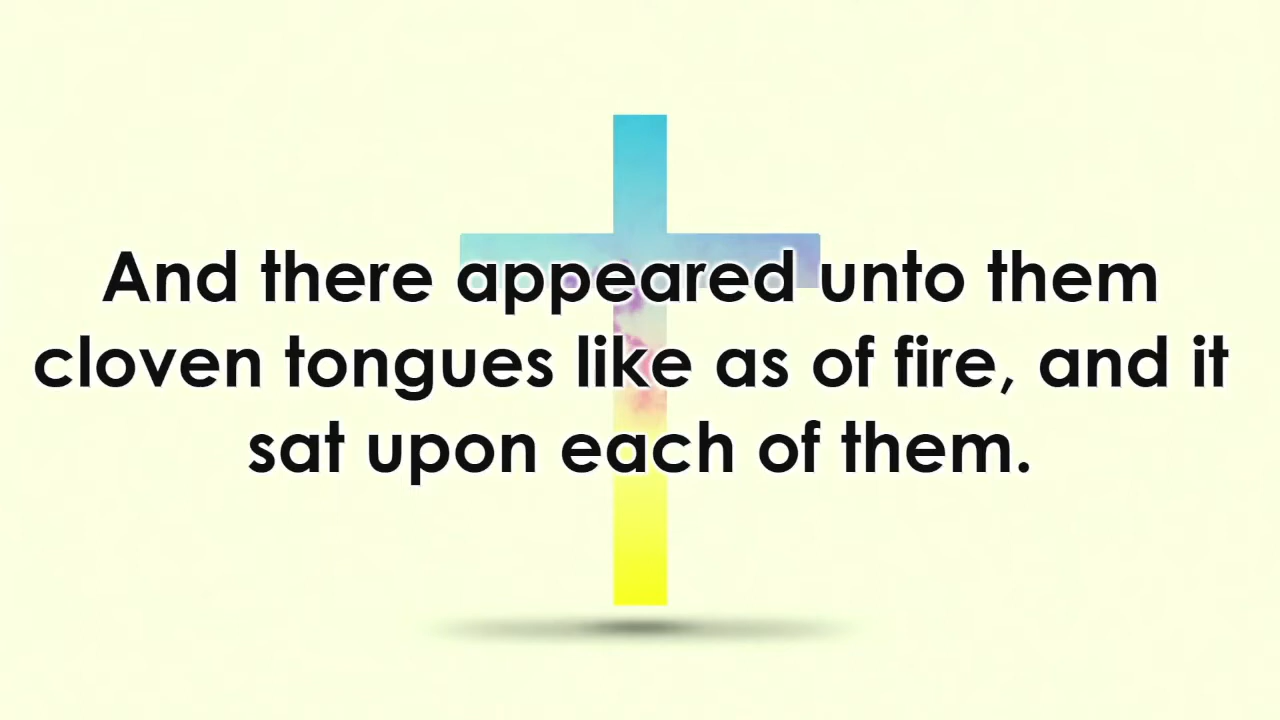 And there appeared unto them
cloven tongues like as of fire, and it
sat upon each of them.